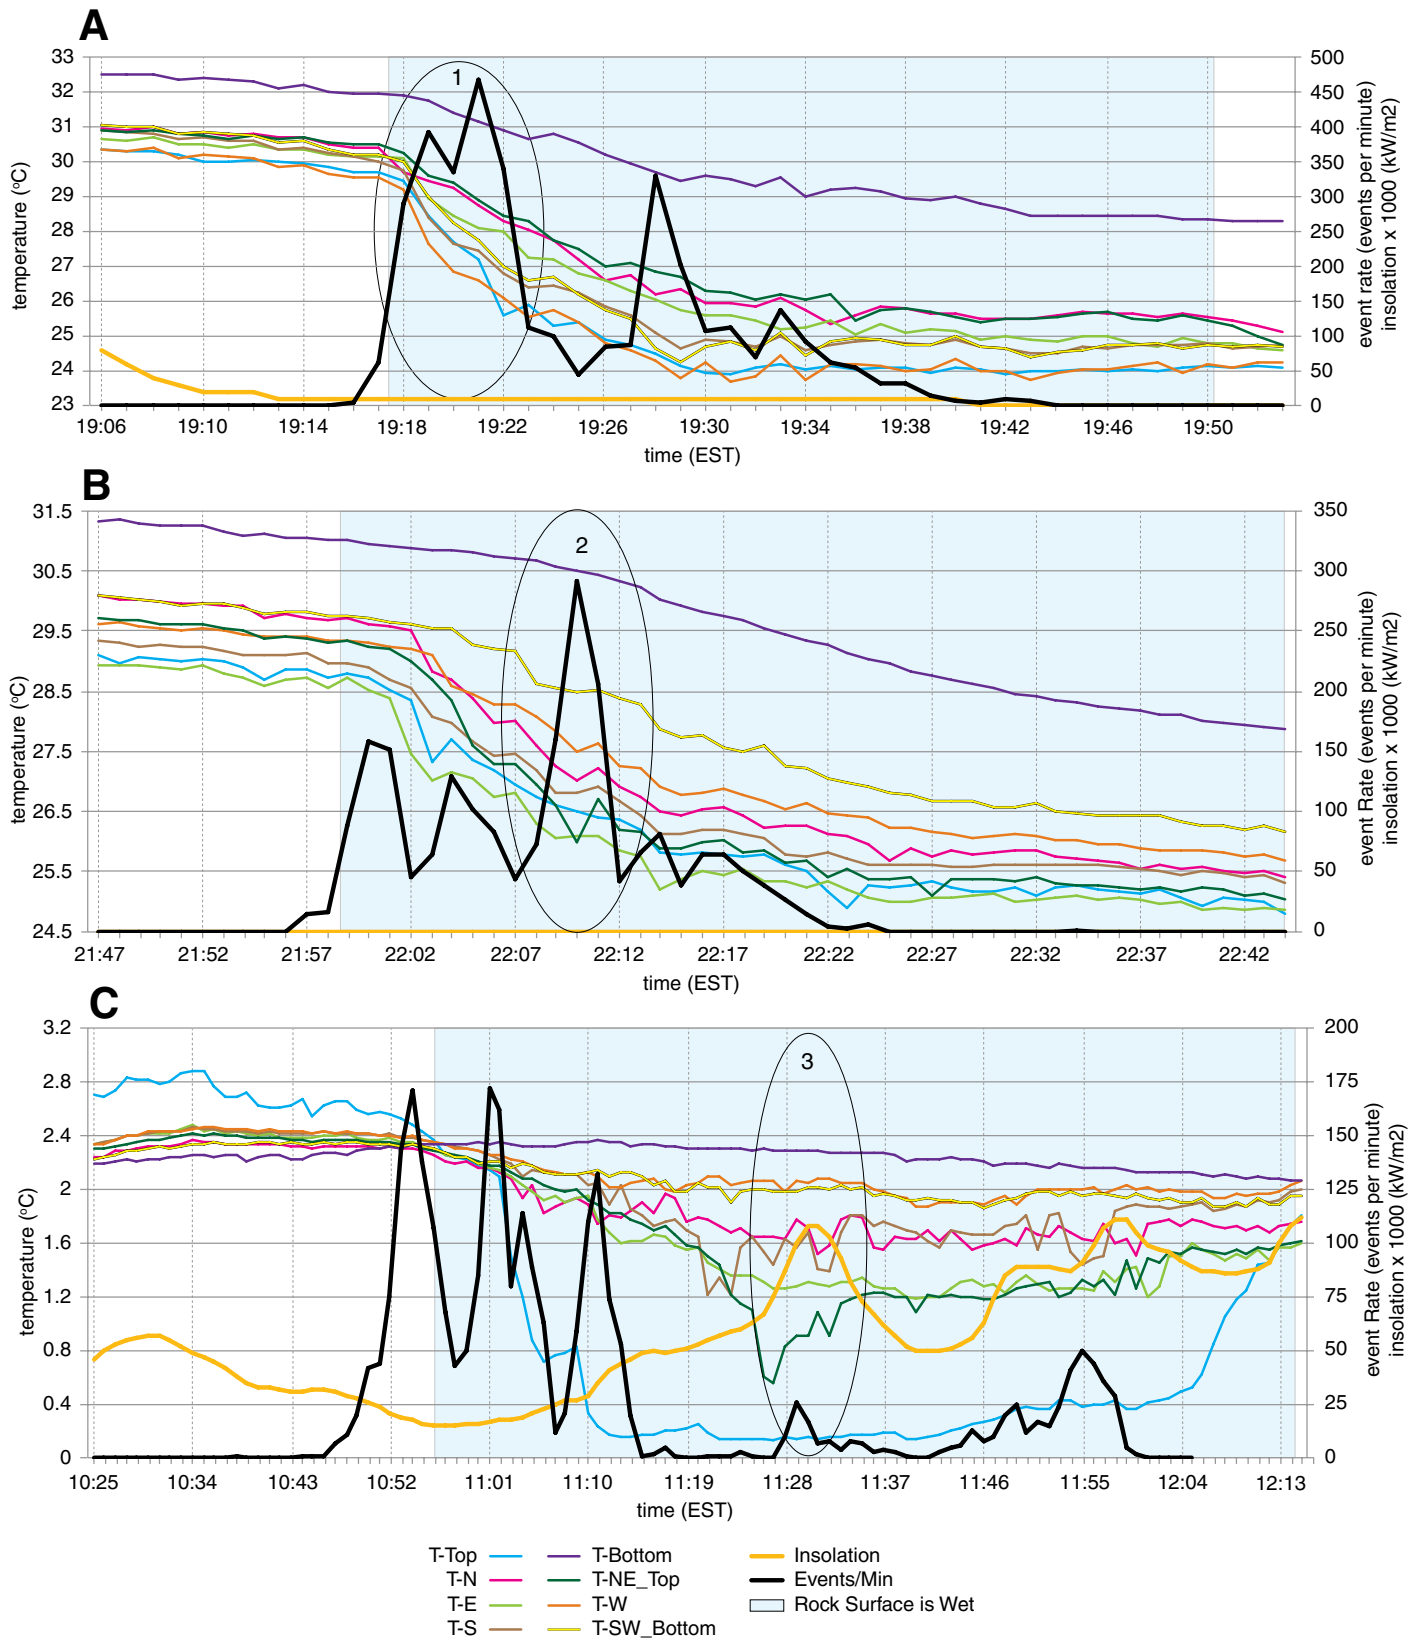 A
33
32
31
30
29
28
27
26
25
24
23
temperature (°C)
500
450
400
350
300
250
200
150
100
50
0
event rate (events per minute)
insolation x 1000 (kW/m2)
1
19:06 19:10 19:14 19:18 19:22 19:26 19:30 19:34 19:38 19:42 19:46 19:50
time (EST)
B
31.5
30.5
29.5
28.5
27.5
26.5
25.5
24.5
temperature (°C)
350
300
250
200
150
100
50
0
event Rate (events per minute)
insolation x 1000 (kW/m2)
2
21:47 21:52 21:57 22:02 22:07 22:12 22:17 22:22 22:27 22:32 22:37 22:42
time (EST)
C
3.2
2.8
2.4
2
1.6
1.2
0.8
0.4
0
temperature (°C)
200
175
150
125
100
75
50
25
0
event Rate (events per minute)
insolation x 1000 (kW/m2)
3
10:25 10:34 10:43 10:52 11:01 11:10 11:19 11:28 11:37 11:46 11:55 12:04 12:13
time (EST)
T-Top T-Bottom Insolation
T-N T-NE_Top Events/Min
T-E T-W Rock Surface is Wet
T-S T-SW_Bottom